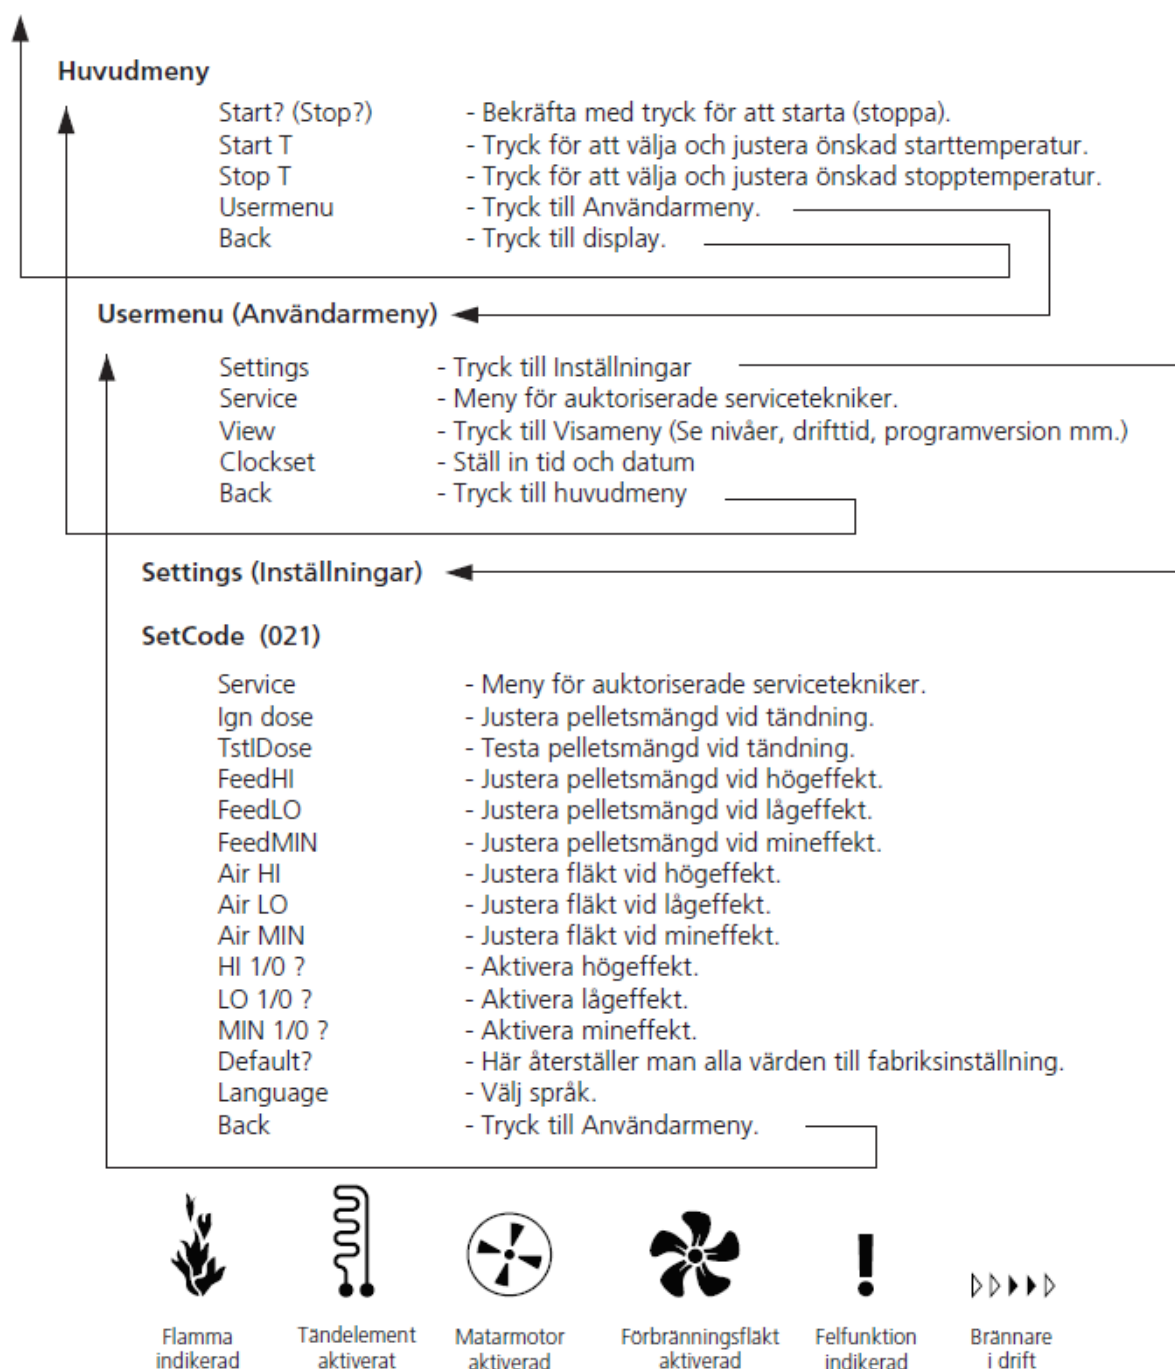 Huvudmeny
Start? (Stop?) - Bekräfta med tryck för att starta (stoppa).
Start T - Tryck för att välja och justera önskad starttemperatur.
Stop T - Tryck för att välja och justera önskad stopptemperatur.
Usermenu - Tryck till Användarmeny.
Back - Tryck till display.
Usermenu (Användarmeny)
Settings - Tryck till Inställningar
Service - Meny för auktoriserade servicetekniker.
View - Tryck till Visameny (Se nivåer, drifttid, programversion mm.)
Clockset - Ställ in tid och datum
Back - Tryck till huvudmeny
Settings (Inställningar)
SetCode (021)
Service - Meny för auktoriserade servicetekniker.
Ign dose - Justera pelletsmängd vid tändning.
TstIDose - Testa pelletsmängd vid tändning.
FeedHI - Justera pelletsmängd vid högeffekt.
FeedLO - Justera pelletsmängd vid lågeffekt.
FeedMIN - Justera pelletsmängd vid mineffekt.
Air HI - Justera fläkt vid högeffekt.
Air LO - Justera fläkt vid lågeffekt.
Air MIN - Justera fläkt vid mineffekt.
HI 1/0 ? - Aktivera högeffekt.
LO 1/0 ? - Aktivera lågeffekt.
MIN 1/0 ? - Aktivera mineffekt.
Default? - Här återställer man alla värden till fabriksinställning.
Language - Välj språk.
Back - Tryck till Användarmeny.
Flamma indikerad
Tändelement aktiverat
Matarmotor aktiverad
Förbränningsfläkt aktiverad
Felfunktion indikerad
Brännare i drift